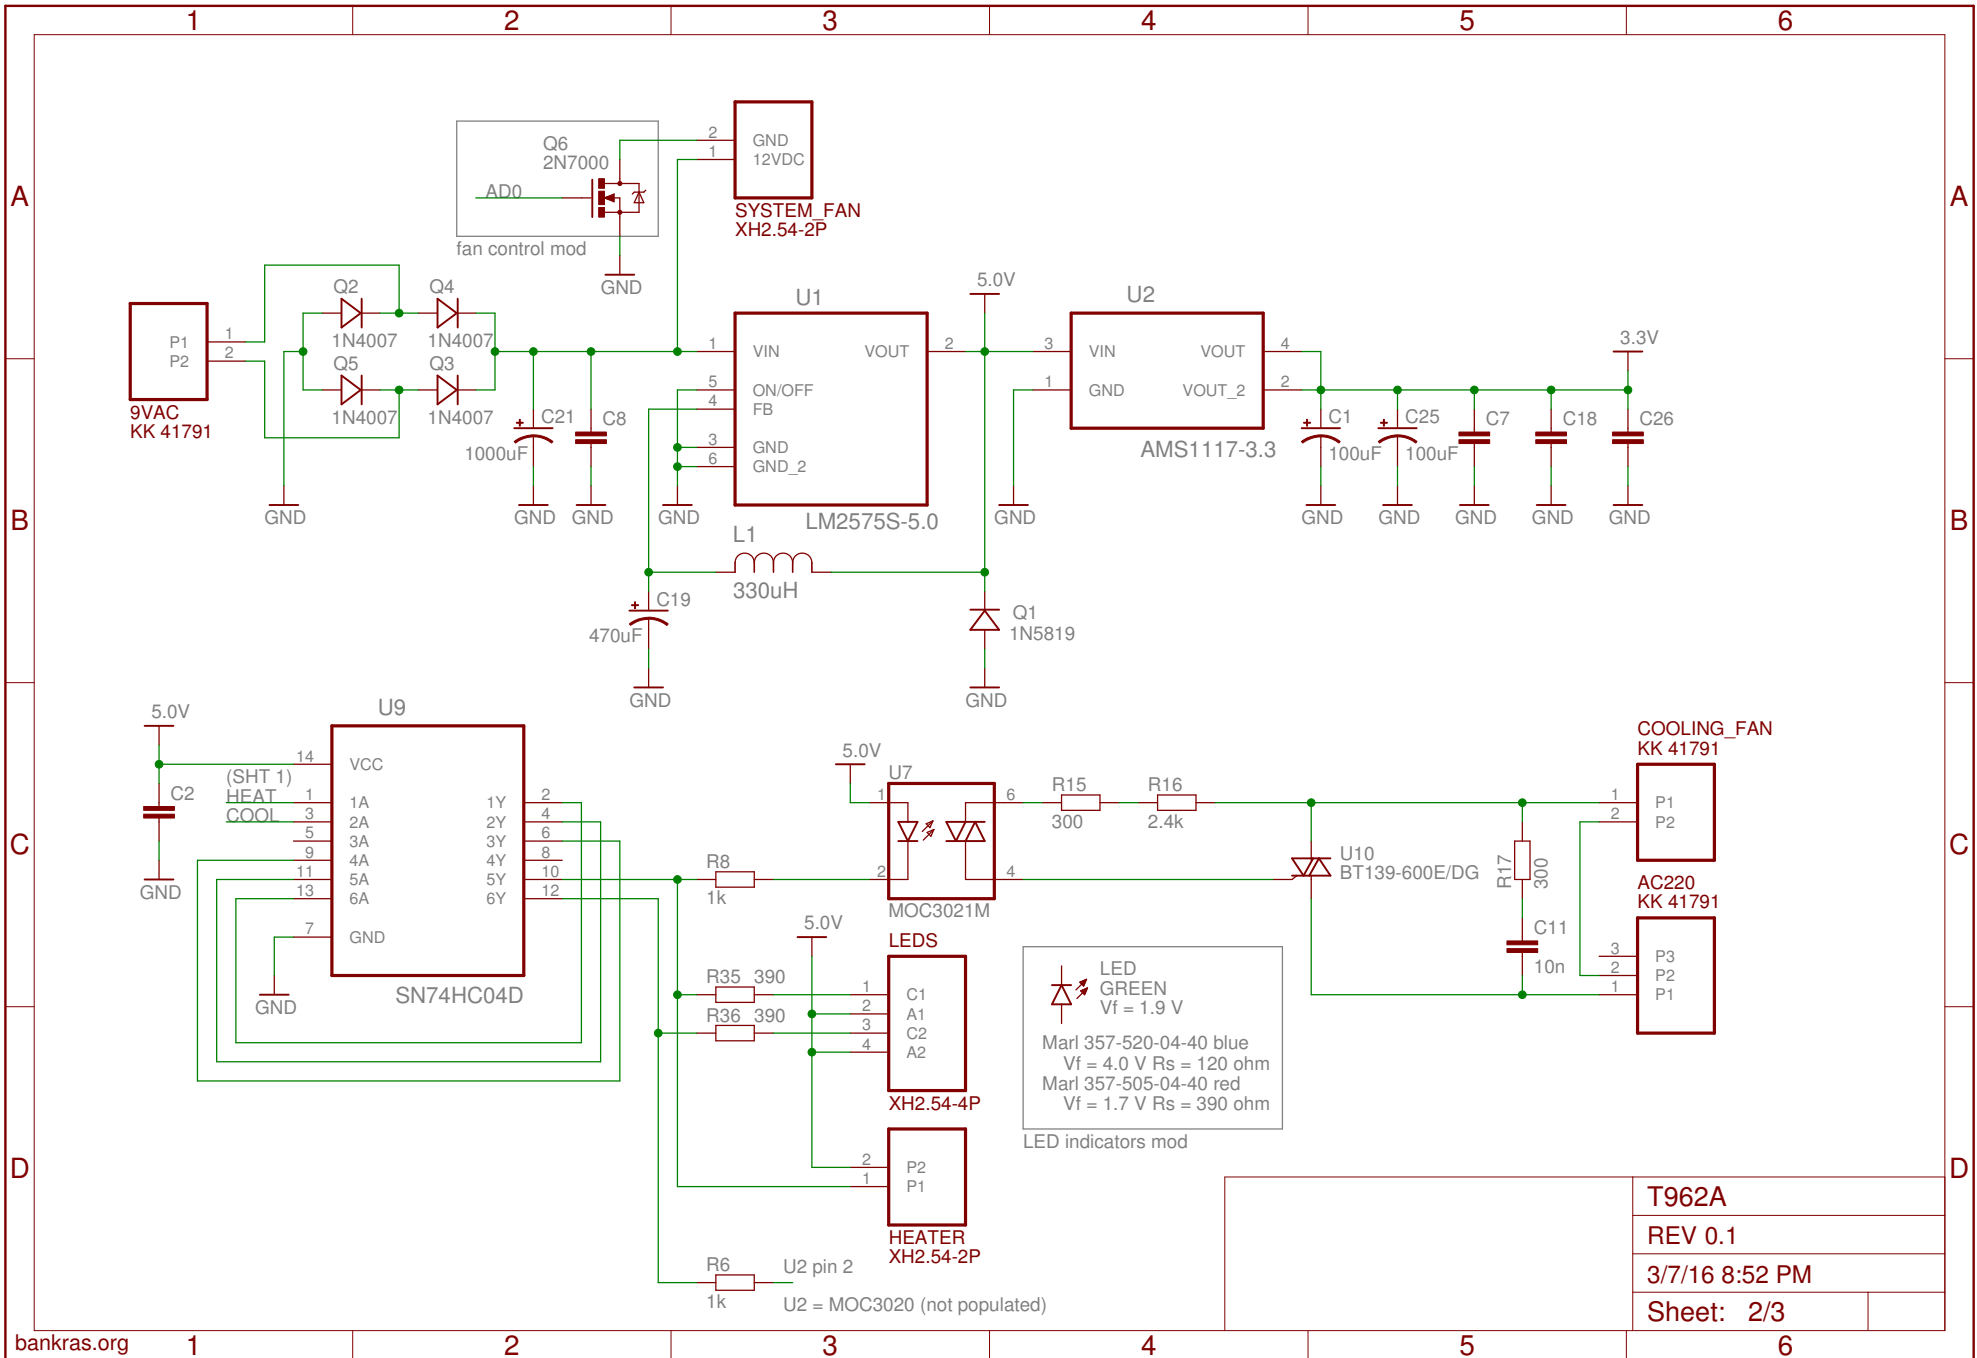 1 2 3 4 5 6
A A
B B
C C
D D
Q6
2N7000
AD0
fan control mod
GND
2 GND
1 12VDC
SYSTEM_FAN
XH2.54-2P
P1 1
P2 2
9VAC
KK 41791
Q2
1N4007
Q4
1N4007
Q5
1N4007
Q3
1N4007
GND
C21
1000uF
GND
C8
GND
U1
1 VIN VOUT 2
5 ON/OFF
4 FB
3 GND
6 GND_2
LM2575S-5.0
GND
5.0V
L1
330uH
C19
470uF
GND
Q1
1N5819
GND
U2
3 VIN VOUT 4
1 GND VOUT_2 2
AMS1117-3.3
GND
3.3V
C1
100uF
GND
C25
100uF
GND
C7
GND
C18
GND
C26
GND
5.0V
C2
GND
(SHT 1)
HEAT
COOL
U9
14 VCC
1 1A 1Y 2
3 2A 2Y 4
5 3A 3Y 6
9 4A 4Y 8
11 5A 5Y 10
13 6A 6Y 12
7 GND
SN74HC04D
GND
5.0V
U7
1 6
2 4
MOC3021M
R8
1k
R15
300
R16
2.4k
U10
BT139-600E/DG
R17
300
C11
10n
COOLING_FAN
KK 41791
1 P1
2 P2
AC220
KK 41791
3 P3
2 P2
1 P1
5.0V
LEDS
R35 390
R36 390
1 C1
2 A1
3 C2
4 A2
XH2.54-4P
2 P2
1 P1
HEATER
XH2.54-2P
R6
1k
U2 pin 2
U2 = MOC3020 (not populated)
LED
GREEN
Vf = 1.9 V
Marl 357-520-04-40 blue
Vf = 4.0 V Rs = 120 ohm
Marl 357-505-04-40 red
Vf = 1.7 V Rs = 390 ohm
LED indicators mod
T962A
REV 0.1
3/7/16 8:52 PM
Sheet: 2/3
bankras.org
1 2 3 4 5 6